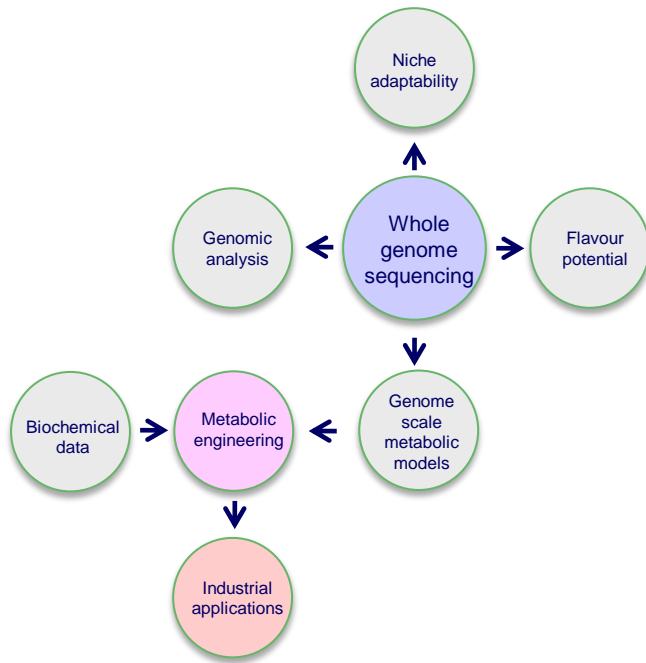 Niche
adaptability
Genomic
analysis
Whole
genome
sequencing
Flavour
potential
Biochemical
data
Metabolic
engineering
Genome
scale
metabolic
models
Industrial
applications